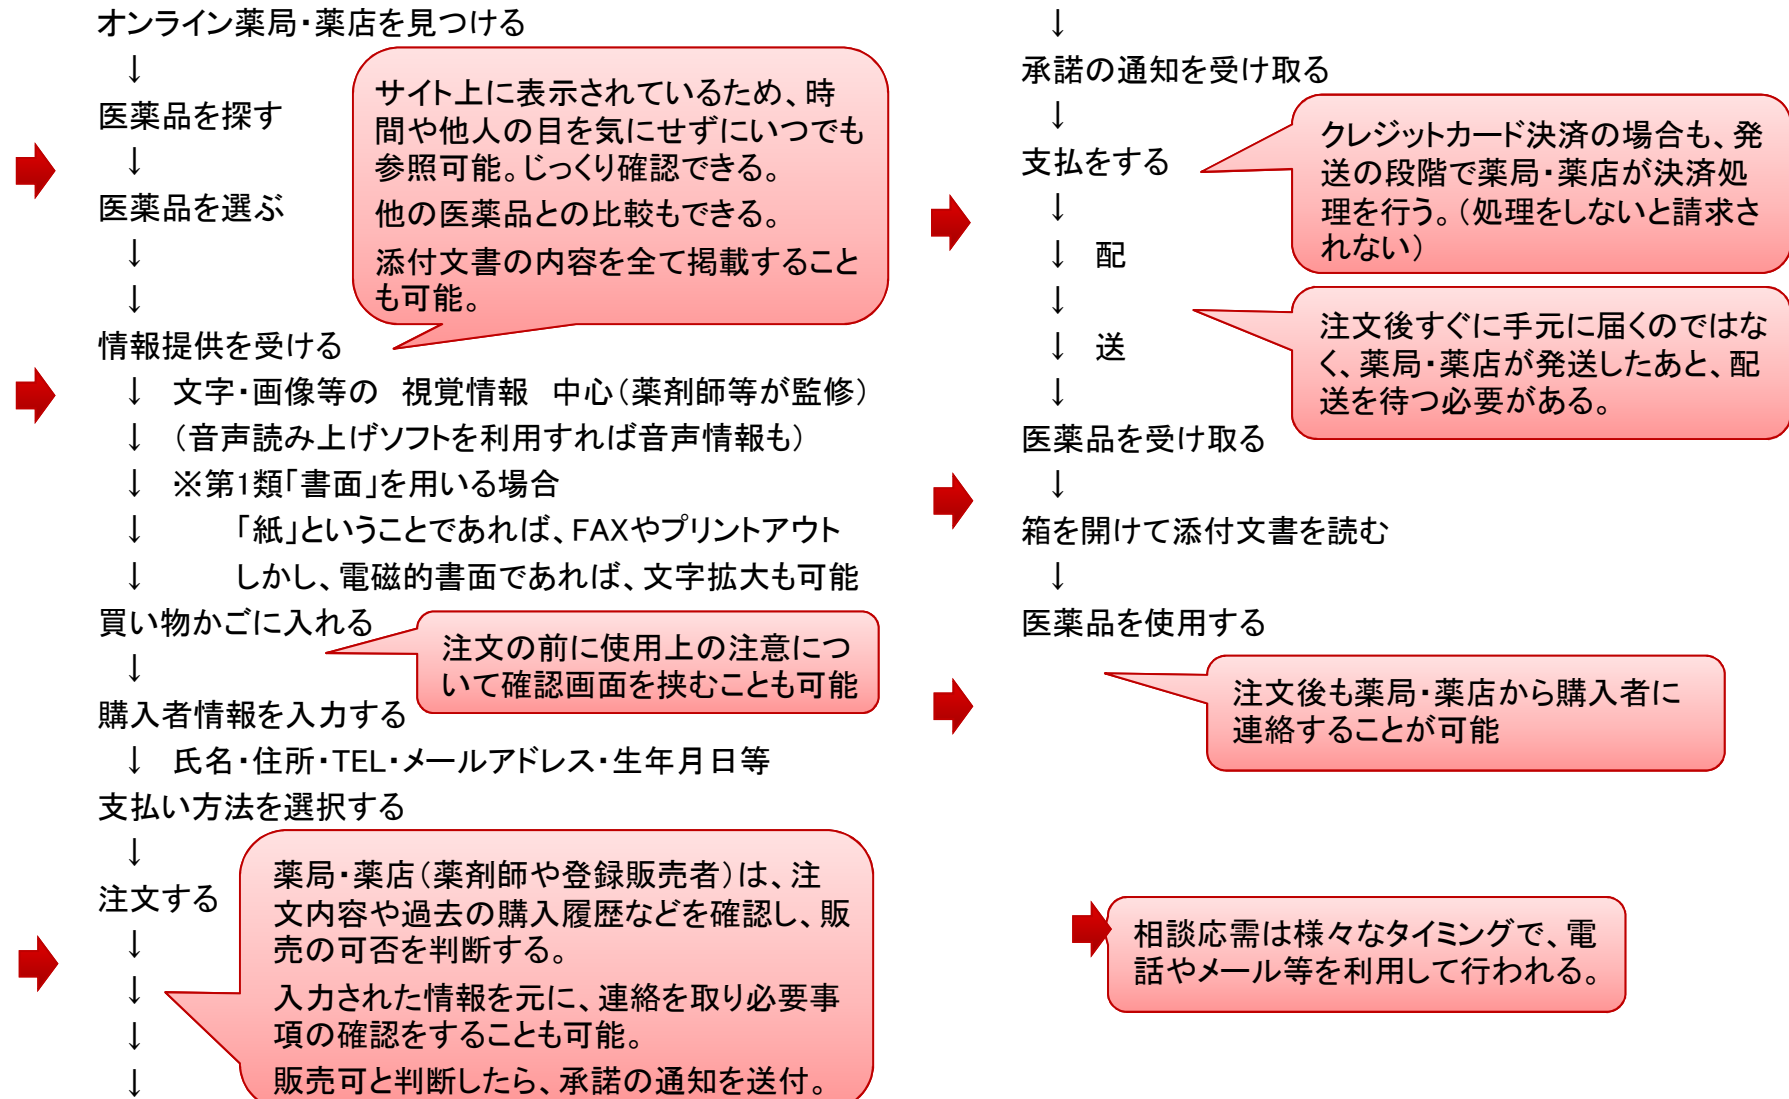 オンライン薬局・薬店を見つける
↓
医薬品を探す
↓
医薬品を選ぶ
↓
↓
サイト上に表示されているため、時
間や他人の目を気にせずにいつでも
参照可能。じっくり確認できる。
他の医薬品との比較もできる。
添付文書の内容を全て掲載すること
も可能。
情報提供を受ける
↓ 文字・画像等の 視覚情報 中心(薬剤師等が監修)
↓ (音声読み上げソフトを利用すれば音声情報も)
↓ ※第1類「書面」を用いる場合
↓ 「紙」ということであれば、FAXやプリントアウト
↓ しかし、電磁的書面であれば、文字拡大も可能
買い物かごに入れる
↓
注文の前に使用上の注意につ
いて確認画面を挟むことも可能
購入者情報を入力する
↓ 氏名・住所・TEL・メールアドレス・生年月日等
支払い方法を選択する
↓
注文する
↓
↓
↓
↓
薬局・薬店(薬剤師や登録販売者)は、注
文内容や過去の購入履歴などを確認し、販
売の可否を判断する。
入力された情報を元に、連絡を取り必要事
項の確認をすることも可能。
販売可と判断したら、承諾の通知を送付。
↓
承諾の通知を受け取る
↓
支払をする
クレジットカード決済の場合も、発
送の段階で薬局・薬店が決済処
理を行う。(処理をしないと請求さ
れない)
↓
↓ 配
↓
↓ 送
↓
注文後すぐに手元に届くのではな
く、薬局・薬店が発送したあと、配
送を待つ必要がある。
医薬品を受け取る
↓
箱を開けて添付文書を読む
↓
医薬品を使用する
注文後も薬局・薬店から購入者に
連絡することが可能
相談応需は様々なタイミングで、電
話やメール等を利用して行われる。